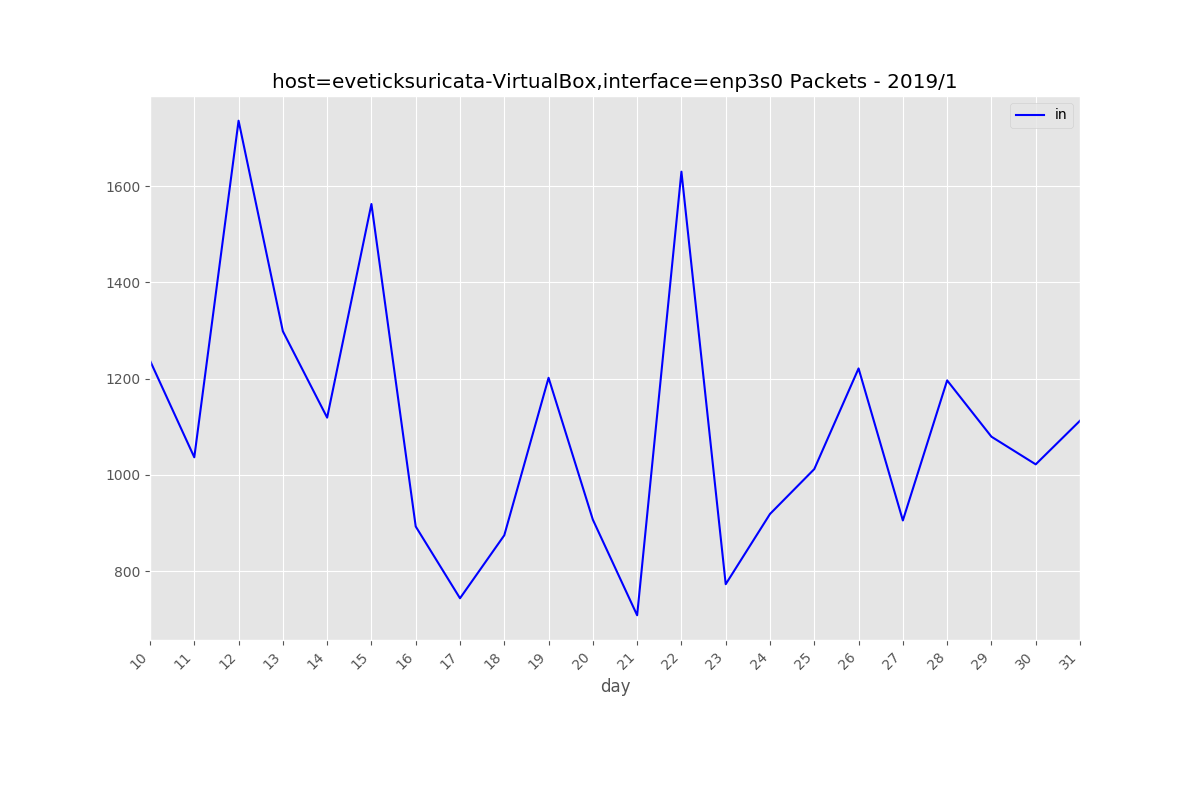 host=eveticksuricata-VirtualBox,interface=enp3s0 Packets - 2019/1
in
1600
1400
1200
1000
800
10 11 12 13 14 15 16 17 18 19 20 21 22 23 24 25 26 27 28 29 30 31
day